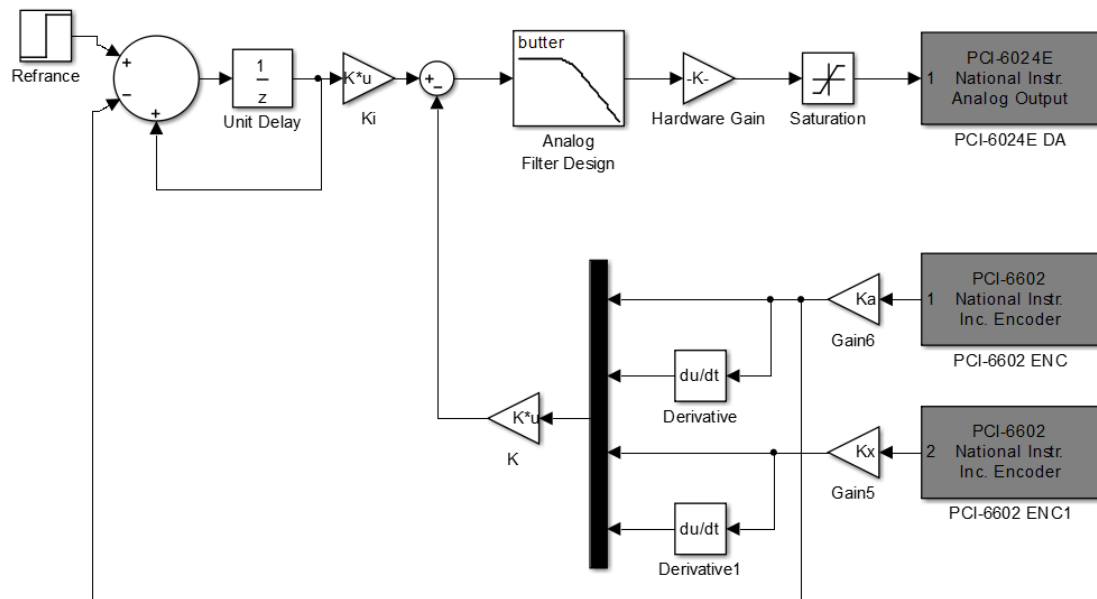 Refrance
+
−
+
1
z
Unit Delay
K*u
Ki
+
−
butter
Analog
Filter Design
-K-
Hardware Gain
Saturation
1
PCI-6024E
National Instr.
Analog Output
PCI-6024E DA
Ka
Gain6
1
PCI-6602
National Instr.
Inc. Encoder
PCI-6602 ENC
du/dt
Derivative
K*u
K
Kx
Gain5
2
PCI-6602
National Instr.
Inc. Encoder
PCI-6602 ENC1
du/dt
Derivative1